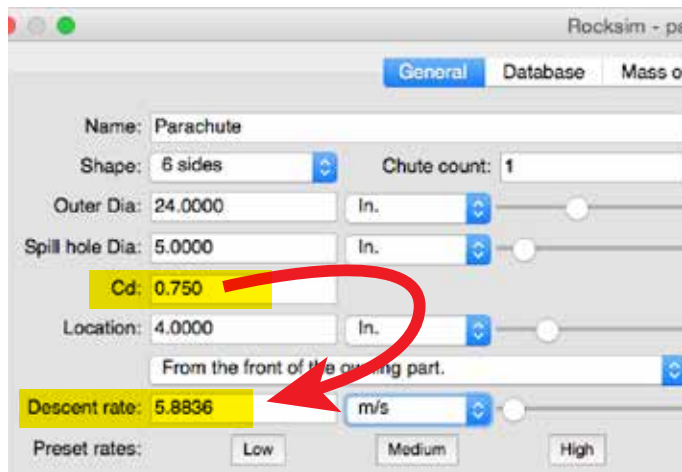 Rocksim - pa
General Database Mass o
Name: Parachute
Shape: 6 sides Chute count: 1
Outer Dia: 24.0000 In.
Spill hole Dia: 5.0000 In.
Cd: 0.750
Location: 4.0000 In.
From the front of the owning part.
Descent rate: 5.8836 m/s
Preset rates: Low Medium High